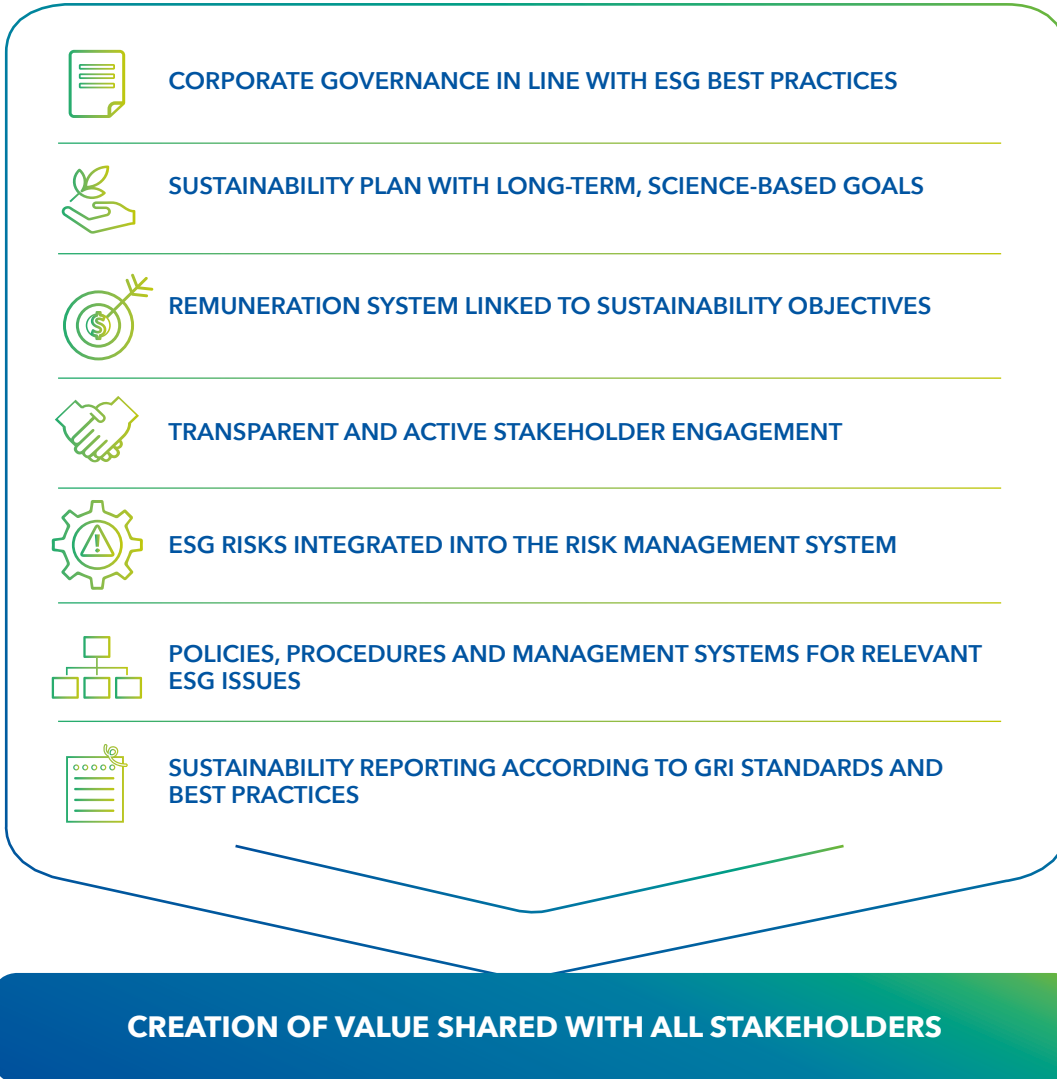 CORPORATE GOVERNANCE IN LINE WITH ESG BEST PRACTICES
SUSTAINABILITY PLAN WITH LONG-TERM, SCIENCE-BASED GOALS
REMUNERATION SYSTEM LINKED TO SUSTAINABILITY OBJECTIVES
TRANSPARENT AND ACTIVE STAKEHOLDER ENGAGEMENT
ESG RISKS INTEGRATED INTO THE RISK MANAGEMENT SYSTEM
POLICIES, PROCEDURES AND MANAGEMENT SYSTEMS FOR RELEVANT
ESG ISSUES
SUSTAINABILITY REPORTING ACCORDING TO GRI STANDARDS AND
BEST PRACTICES
CREATION OF VALUE SHARED WITH ALL STAKEHOLDERS